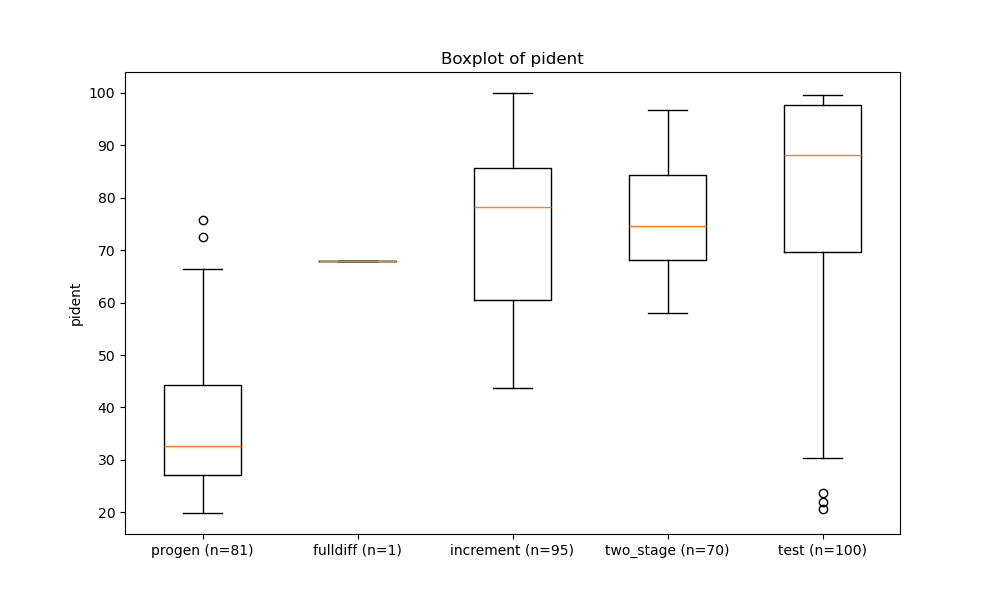 Boxplot of pident
100
90
80
70
60
50
40
30
20
pident
progen (n=81)
fulldiff (n=1)
increment (n=95)
two_stage (n=70)
test (n=100)